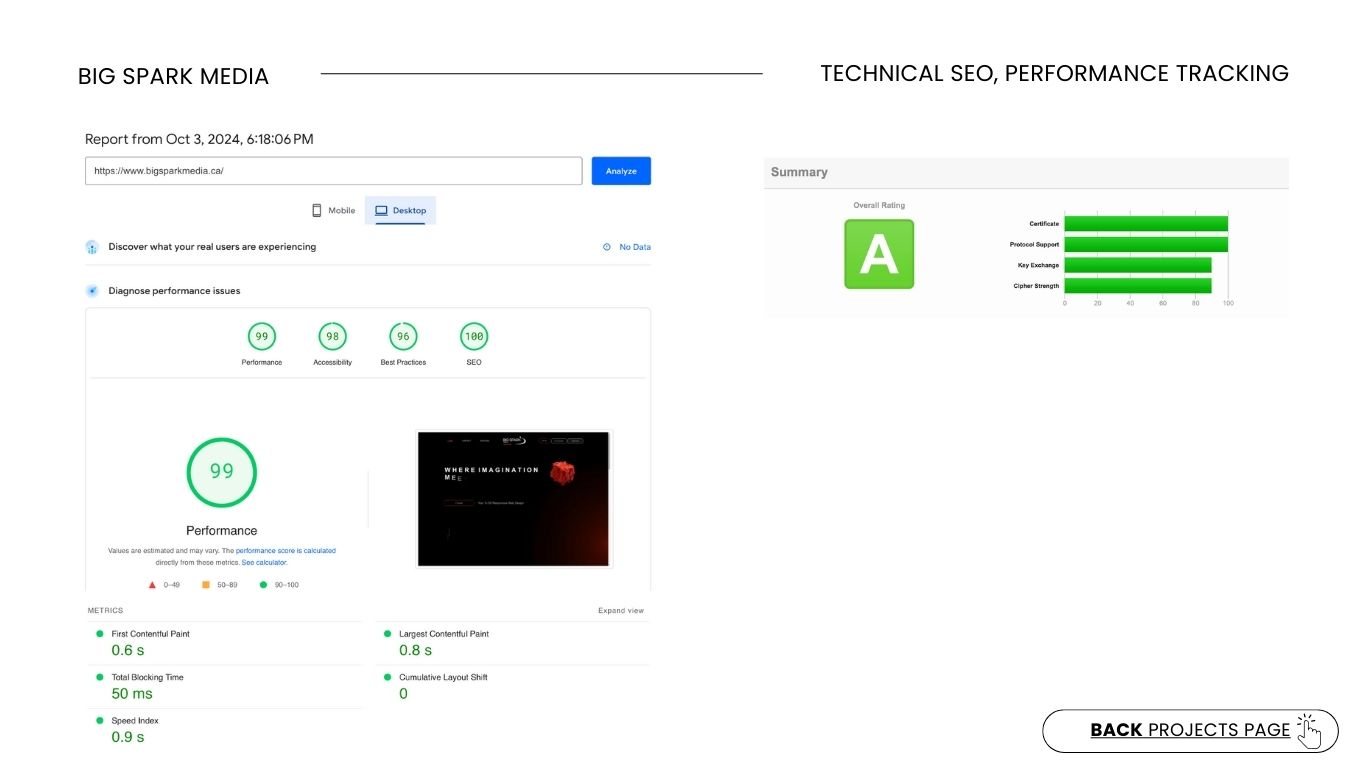 BIG SPARK MEDIA
TECHNICAL SEO, PERFORMANCE TRACKING
Report from Oct 3, 2024, 6:18:06 PM
https://www.bigsparkmedia.ca/
Analyze
Mobile
Desktop
Discover what your real users are experiencing
No Data
Diagnose performance issues
99
98
96
100
Performance
Accessibility
Best Practices
SEO
99
Performance
Values are estimated and may vary. The performance score is calculated
directly from these metrics. See calculator.
0–49
50–89
90–100
WHERE IMAGINATION
MEE
BIG SPARK
METRICS
Expand view
First Contentful Paint
0.6 s
Largest Contentful Paint
0.8 s
Total Blocking Time
50 ms
Cumulative Layout Shift
0
Speed Index
0.9 s
Summary
Overall Rating
A
Certificate
Protocol Support
Key Exchange
Cipher Strength
0 20 40 60 80 100
BACK PROJECTS PAGE